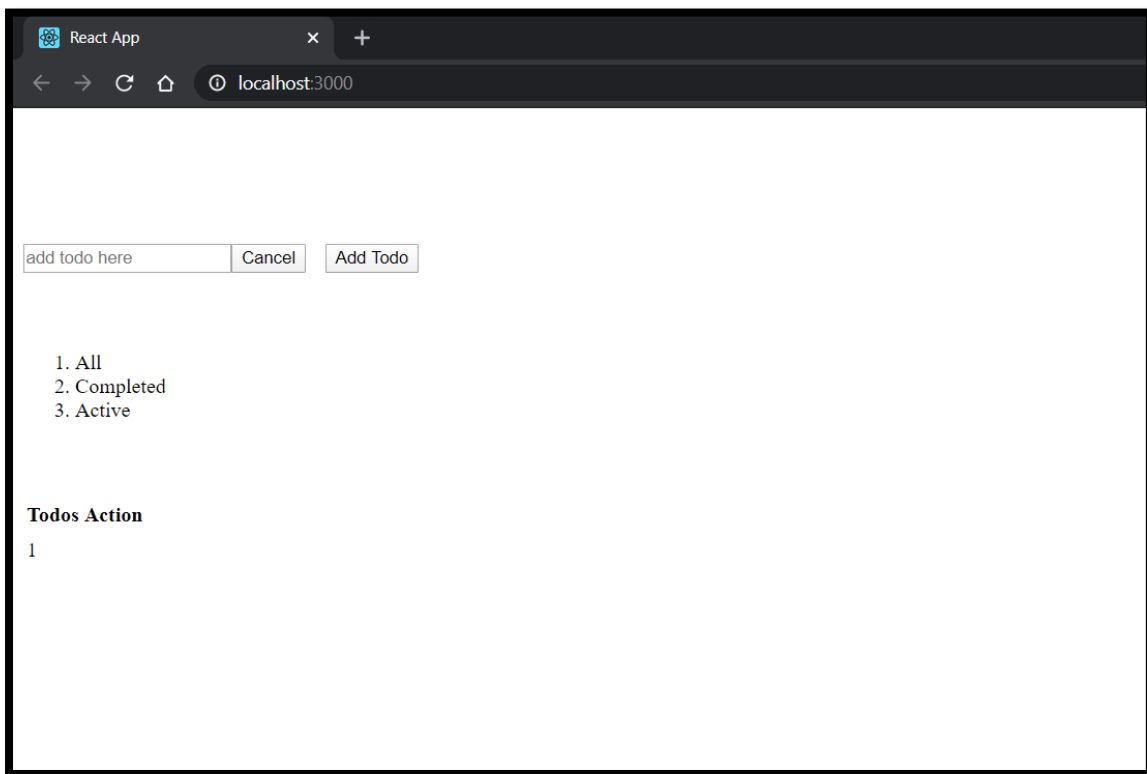 React App
localhost:3000
add todo here Cancel Add Todo
1. All
2. Completed
3. Active
Todos Action
1